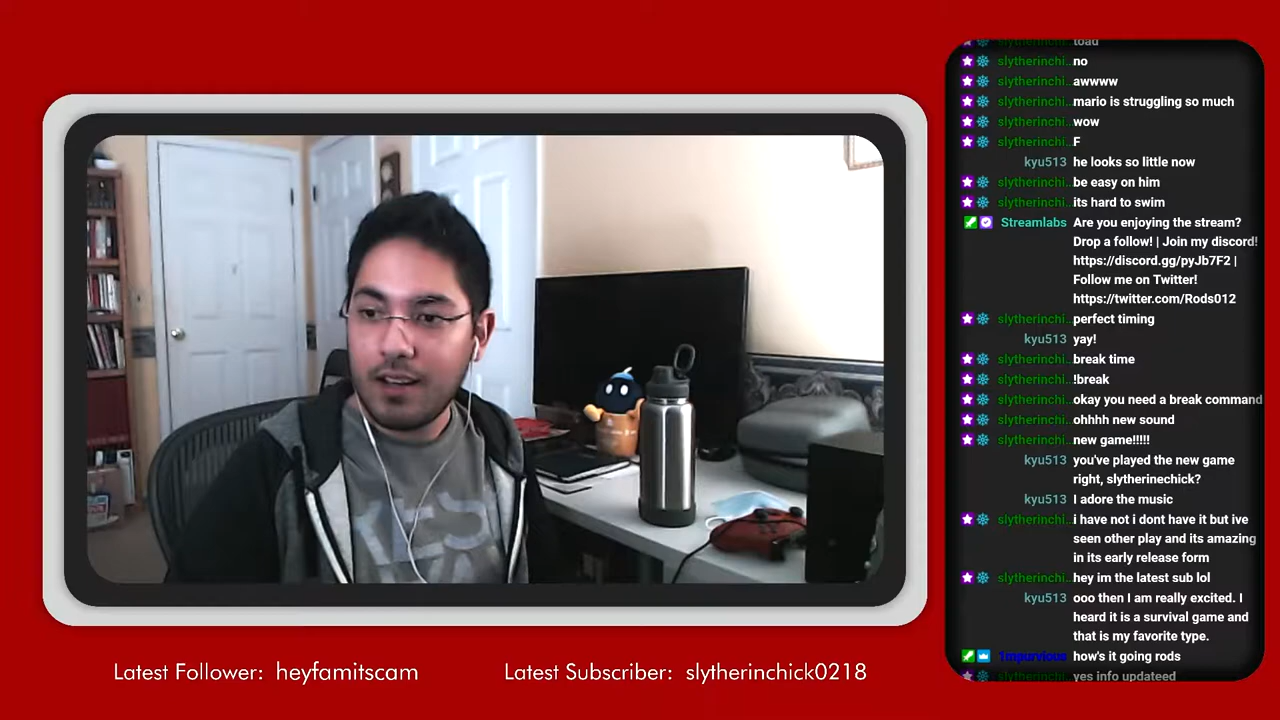 toad
slytherinchi.. no
slytherinchi.. awwww
slytherinchi.. mario is struggling so much
slytherinchi.. wow
slytherinchi.. F
kyu513 he looks so little now
slytherinchi.. be easy on him
slytherinchi.. its hard to swim
Streamlabs Are you enjoying the stream?
Drop a follow! | Join my discord!
https://discord.gg/pyJb7F2 |
Follow me on Twitter!
https://twitter.com/Rods012
slytherinchi.. perfect timing
kyu513 yay!
slytherinchi.. break time
slytherinchi.. !break
slytherinchi.. okay you need a break command
slytherinchi.. ohhhh new sound
slytherinchi.. new game!!!!!
kyu513 you've played the new game
right, slytherinechick?
kyu513 I adore the music
slytherinchi.. i have not i dont have it but ive
seen other play and its amazing
in its early release form
slytherinchi.. hey im the latest sub lol
kyu513 ooo then I am really excited. I
heard it is a survival game and
that is my favorite type.
1mpurvious how's it going rods
slytherinchi.. yes info updateed
Latest Follower: heyfamitscam
Latest Subscriber: slytherinchick0218